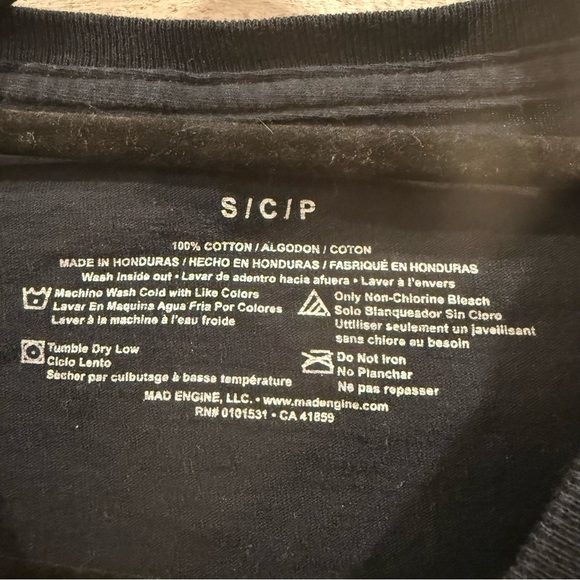 S / C / P
100% COTTON / ALGODON / COTON
MADE IN HONDURAS / HECHO EN HONDURAS / FABRIQUÉ EN HONDURAS
Wash Inside out • Lavar de adentro hacia afuera • Laver à l'envers
Machine Wash Cold with Like Colors
Lavar En Maquina Agua Fria Por Colores
Laver à la machine à l'eau froide
Only Non-Chlorine Bleach
Solo Blanqueador Sin Cloro
Uttiliser seulement un javellisant
sans chlore au besoin
Tumble Dry Low
Ciclo Lento
Sècher par culbutage à basse température
Do Not Iron
No Planchar
Ne pas repasser
MAD ENGINE, LLC. • www.madengine.com
RN# 0101531 • CA 41859